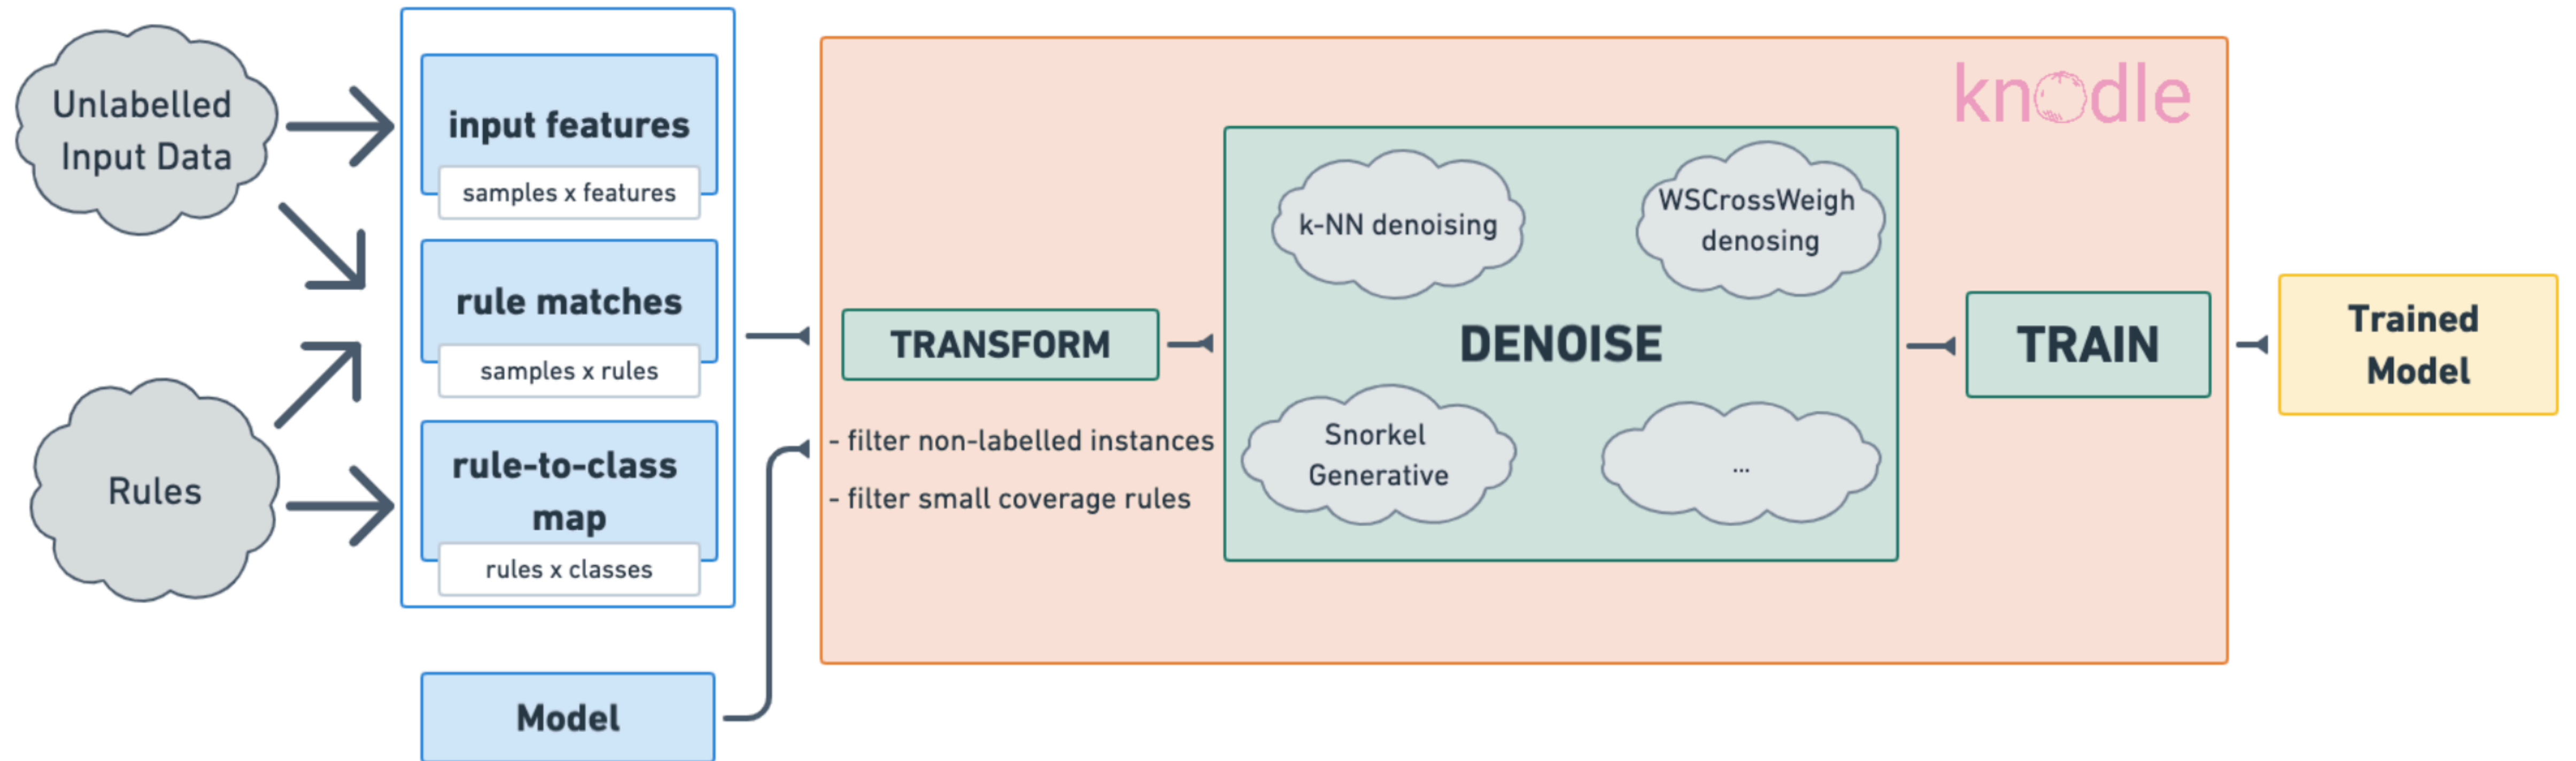 Unlabelled
Input Data
Rules
input features
samples x features
rule matches
samples x rules
rule-to-class
map
rules x classes
Model
knodle
TRANSFORM
- filter non-labelled instances
- filter small coverage rules
k-NN denoising
WSCrossWeigh
denosing
DENOISE
Snorkel
Generative
...
TRAIN
Trained
Model